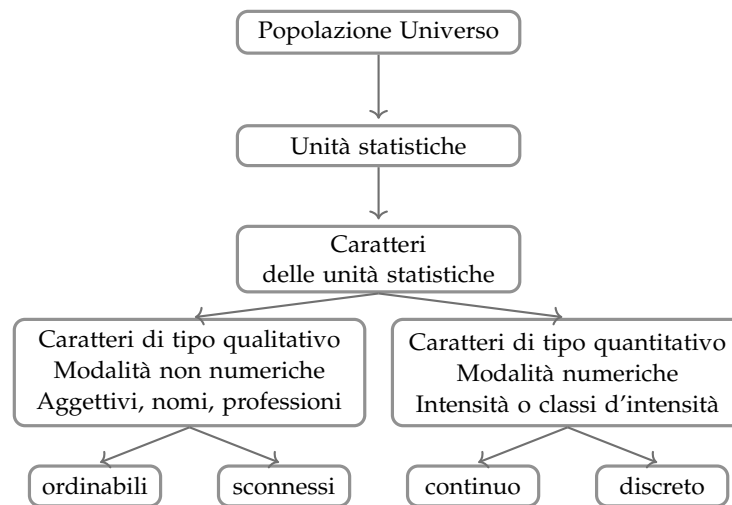 Popolazione Universo
Unità statistiche
Caratteri
delle unità statistiche
Caratteri di tipo qualitativo
Modalità non numeriche
Aggettivi, nomi, professioni
Caratteri di tipo quantitativo
Modalità numeriche
Intensità o classi d'intensità
ordinabili
sconnessi
continuo
discreto